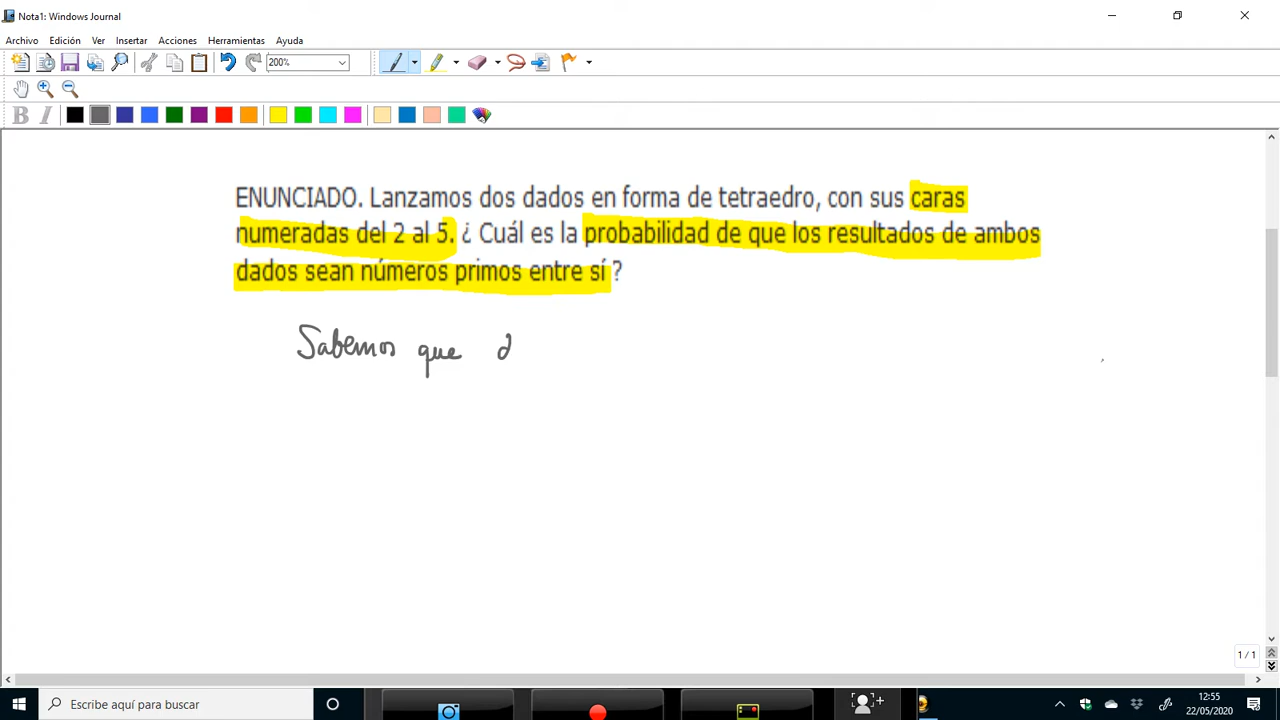 Nota1: Windows Journal
Archivo Edición Ver Insertar Acciones Herramientas Ayuda
200%
B I
ENUNCIADO. Lanzamos dos dados en forma de tetraedro, con sus caras
numeradas del 2 al 5. ¿ Cuál es la probabilidad de que los resultados de ambos
dados sean números primos entre sí ?
Sabemos que
1 / 1
Escribe aquí para buscar
12:55
22/05/2020